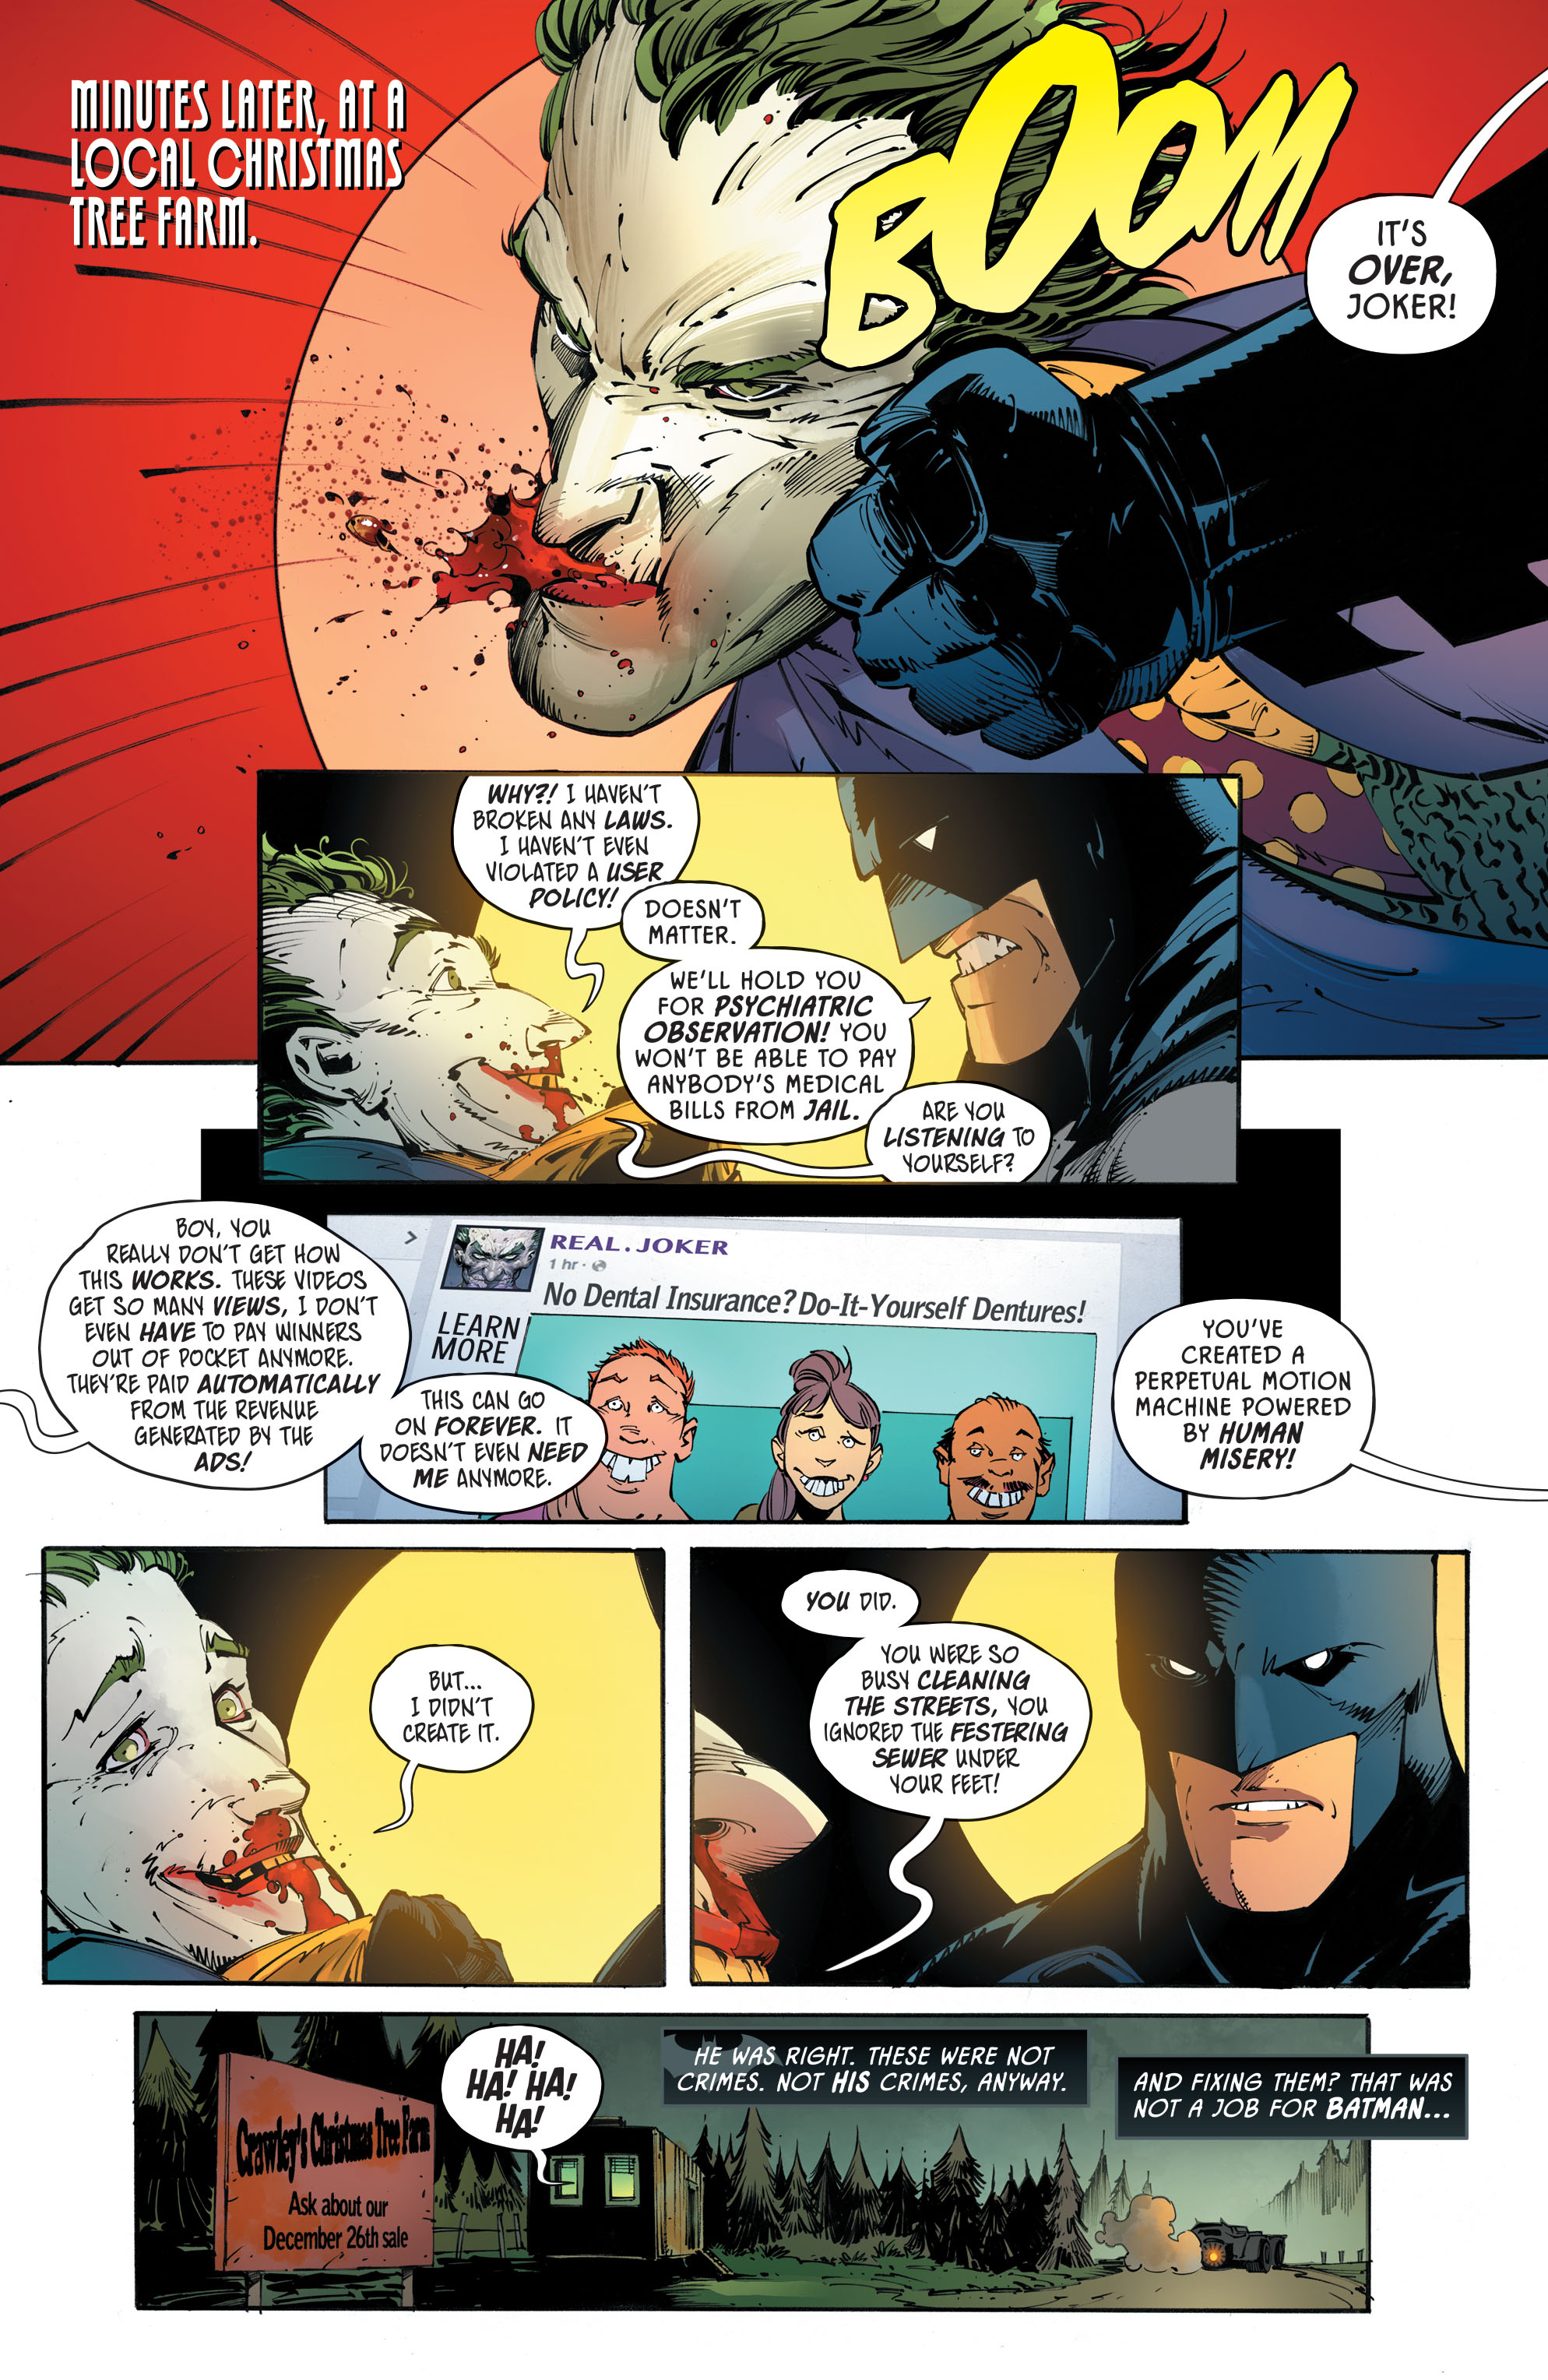 MINUTES LATER, AT A
LOCAL CHRISTMAS
TREE FARM.
BOOM
IT'S
OVER,
JOKER!
WHY?! I HAVEN'T
BROKEN ANY LAWS.
I HAVEN'T EVEN
VIOLATED A USER
POLICY!
DOESN'T
MATTER.
WE'LL HOLD YOU
FOR PSYCHIATRIC
OBSERVATION! YOU
WON'T BE ABLE TO PAY
ANYBODY'S MEDICAL
BILLS FROM JAIL.
ARE YOU
LISTENING TO
YOURSELF?
BOY, YOU
REALLY DON'T GET HOW
THIS WORKS. THESE VIDEOS
GET SO MANY VIEWS, I DON'T
EVEN HAVE TO PAY WINNERS
OUT OF POCKET ANYMORE.
THEY'RE PAID AUTOMATICALLY
FROM THE REVENUE
GENERATED BY THE
ADS!
THIS CAN GO
ON FOREVER. IT
DOESN'T EVEN NEED
ME ANYMORE.
REAL.JOKER
1 hr ·
No Dental Insurance? Do-It-Yourself Dentures!
LEARN
MORE
YOU'VE
CREATED A
PERPETUAL MOTION
MACHINE POWERED
BY HUMAN
MISERY!
BUT...
I DIDN'T
CREATE IT.
YOU DID.
YOU WERE SO
BUSY CLEANING
THE STREETS, YOU
IGNORED THE FESTERING
SEWER UNDER
YOUR FEET!
Crawley's Christmas Tree Farm
Ask about our
December 26th sale
HA!
HA! HA!
HA!
HE WAS RIGHT. THESE WERE NOT
CRIMES. NOT HIS CRIMES, ANYWAY.
AND FIXING THEM? THAT WAS
NOT A JOB FOR BATMAN...